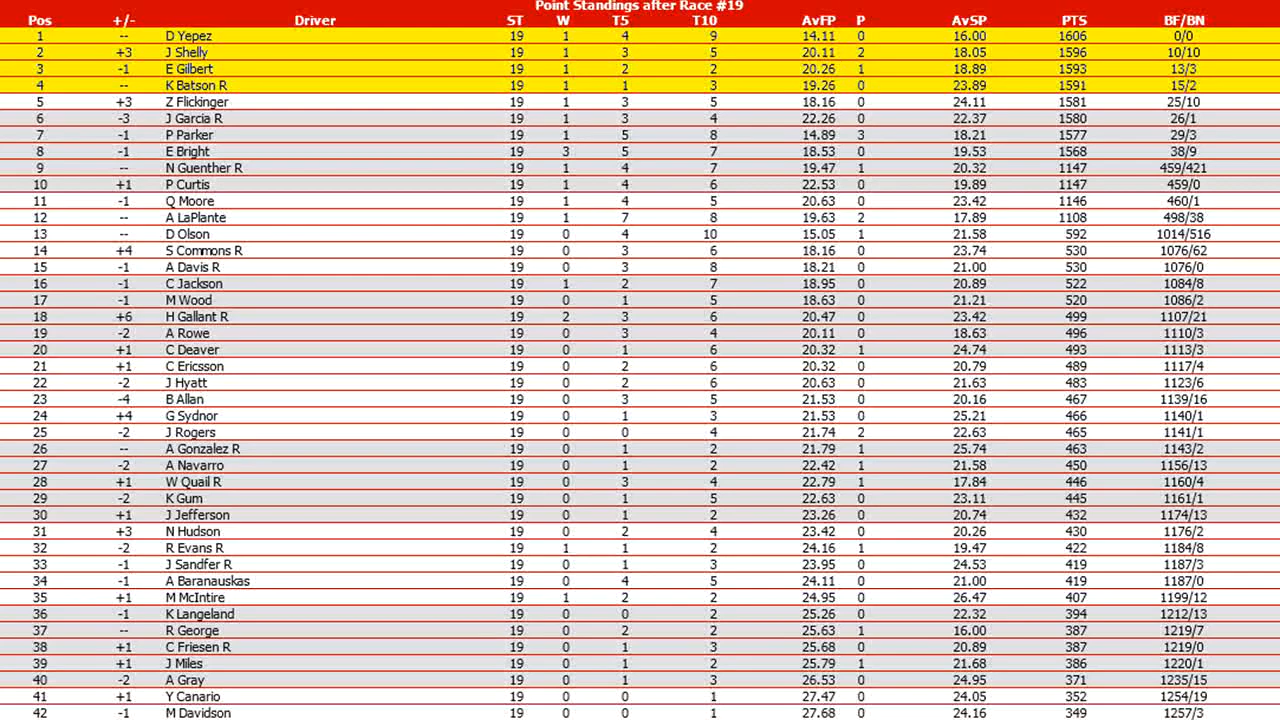 Point Standings after Race #19
Pos +/- Driver ST W T5 T10 AvFP P AvSP PTS BF/BN
1 -- D Yepez 19 1 4 9 14.11 0 16.00 1606 0/0
2 +3 J Shelly 19 1 3 5 20.11 2 18.05 1596 10/10
3 -1 E Gilbert 19 1 2 2 20.26 1 18.89 1593 13/3
4 -- K Batson R 19 1 1 3 19.26 0 23.89 1591 15/2
5 +3 Z Flickinger 19 1 3 5 18.16 0 24.11 1581 25/10
6 -3 J Garcia R 19 1 3 4 22.26 0 22.37 1580 26/1
7 -1 P Parker 19 1 5 8 14.89 3 18.21 1577 29/3
8 -1 E Bright 19 3 5 7 18.53 0 19.53 1568 38/9
9 -- N Guenther R 19 1 4 7 19.47 1 20.32 1147 459/421
10 +1 P Curtis 19 1 4 6 22.53 0 19.89 1147 459/0
11 -1 Q Moore 19 1 4 5 20.63 0 23.42 1146 460/1
12 -- A LaPlante 19 1 7 8 19.63 2 17.89 1108 498/38
13 -- D Olson 19 0 4 10 15.05 1 21.58 592 1014/516
14 +4 S Commons R 19 0 3 6 18.16 0 23.74 530 1076/62
15 -1 A Davis R 19 0 3 8 18.21 0 21.00 530 1076/0
16 -1 C Jackson 19 1 2 7 18.95 0 20.89 522 1084/8
17 -1 M Wood 19 0 1 5 18.63 0 21.21 520 1086/2
18 +6 H Gallant R 19 2 3 6 20.47 0 23.42 499 1107/21
19 -2 A Rowe 19 0 3 4 20.11 0 18.63 496 1110/3
20 +1 C Deaver 19 0 1 6 20.32 1 24.74 493 1113/3
21 +1 C Ericsson 19 0 2 6 20.32 0 20.79 489 1117/4
22 -2 J Hyatt 19 0 2 6 20.63 0 21.63 483 1123/6
23 -4 B Allan 19 0 3 5 21.53 0 20.16 467 1139/16
24 +4 G Sydnor 19 0 1 3 21.53 0 25.21 466 1140/1
25 -2 J Rogers 19 0 0 4 21.74 2 22.63 465 1141/1
26 -- A Gonzalez R 19 0 1 2 21.79 1 25.74 463 1143/2
27 -2 A Navarro 19 0 1 2 22.42 1 21.58 450 1156/13
28 +1 W Quail R 19 0 3 4 22.79 1 17.84 446 1160/4
29 -2 K Gum 19 0 1 5 22.63 0 23.11 445 1161/1
30 +1 J Jefferson 19 0 1 2 23.26 0 20.74 432 1174/13
31 +3 N Hudson 19 0 2 4 23.42 0 20.26 430 1176/2
32 -2 R Evans R 19 1 1 2 24.16 1 19.47 422 1184/8
33 -1 J Sandfer R 19 0 1 3 23.95 0 24.53 419 1187/3
34 -1 A Baranauskas 19 0 4 5 24.11 0 21.00 419 1187/0
35 +1 M McIntire 19 1 2 2 24.95 0 26.47 407 1199/12
36 -1 K Langeland 19 0 0 2 25.26 0 22.32 394 1212/13
37 -- R George 19 0 2 2 25.63 1 16.00 387 1219/7
38 +1 C Friesen R 19 0 1 3 25.68 0 20.89 387 1219/0
39 +1 J Miles 19 0 1 2 25.79 1 21.68 386 1220/1
40 -2 A Gray 19 0 1 3 26.53 0 24.95 371 1235/15
41 +1 Y Canario 19 0 0 1 27.47 0 24.05 352 1254/19
42 -1 M Davidson 19 0 0 1 27.68 0 24.16 349 1257/3